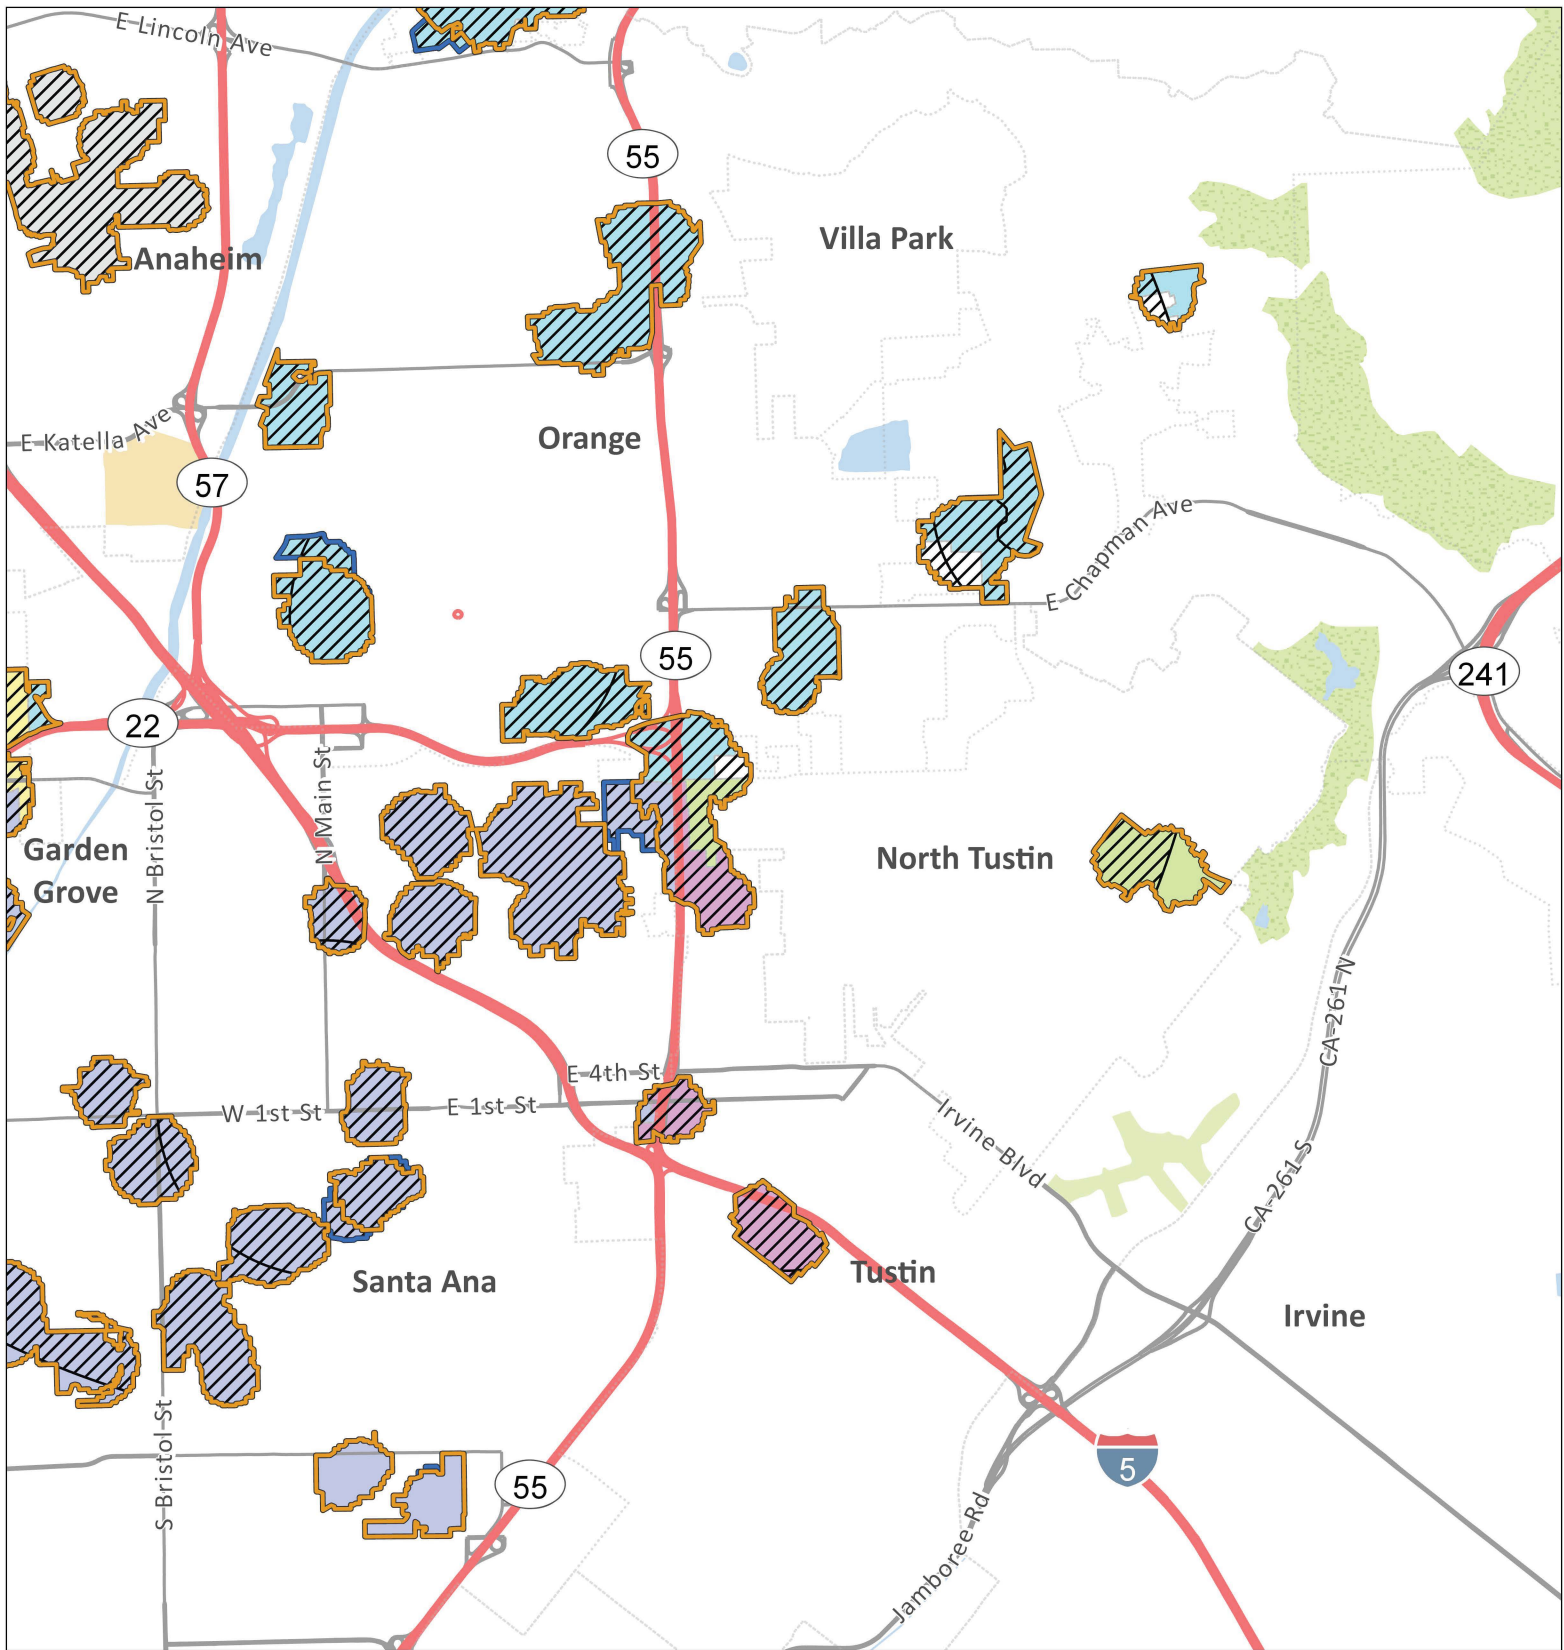 E Lincoln Ave
55
Villa Park
Anaheim
E Katella Ave
Orange
57
E Chapman Ave
55
241
22
N Bristol St
N Main St
Garden
Grove
North Tustin
CA-261 N
E 4th St
W 1st St
E 1st St
Irvine Blvd
CA-261 S
Santa Ana
Tustin
Irvine
S Bristol St
55
5
Jamboree Rd